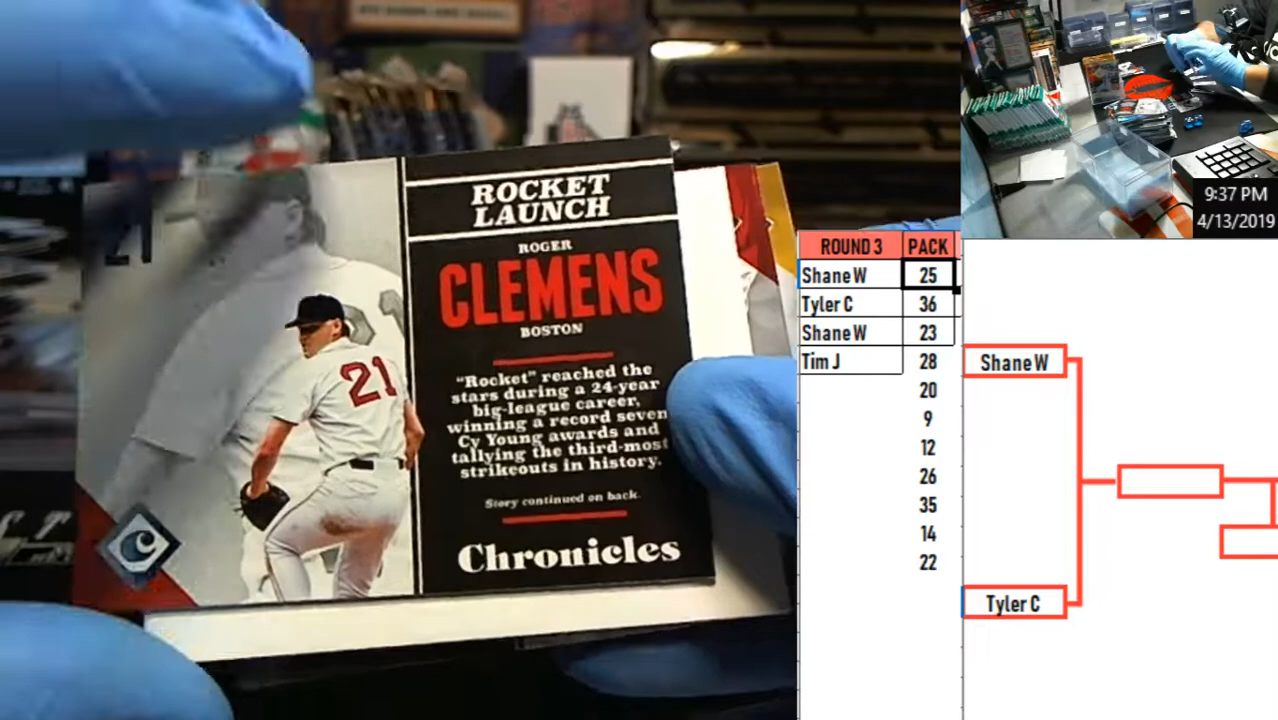 ROCKET
LAUNCH
ROGER
CLEMENS
BOSTON
"Rocket" reached the
stars during a 24-year
big-league career,
winning a record seven
Cy Young awards and
tallying the third-most
strikeouts in history.
Story continued on back.
Chronicles
21
21
C
9:37 PM
4/13/2019
ROUND 3 PACK
Shane W 25
Tyler C 36
Shane W 23
Tim J 28
20
9
12
26
35
14
22
Shane W
Tyler C